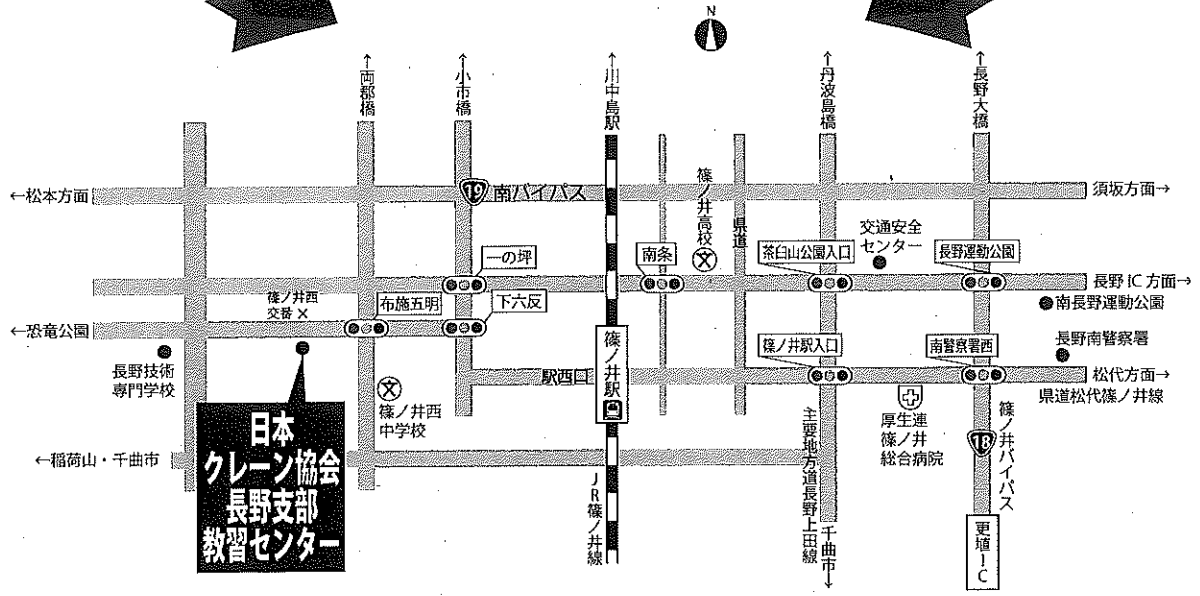 N
↑両郡橋
↑小市橋
↑川中島駅
↑丹波島橋
↑長野大橋
←松本方面
19
南バイパス
須坂方面→
篠ノ井高校
県道
交通安全
センター
一の坪
南条
茶臼山公園入口
長野運動公園
長野IC方面→
南長野運動公園
篠ノ井西
交番
布施五明
下六反
←恐竜公園
長野技術
専門学校
篠ノ井西
中学校
駅西口
篠ノ井駅
篠ノ井駅入口
南警察署西
長野南警察署
松代方面→
県道松代篠ノ井線
厚生連
篠ノ井
総合病院
日本
クレーン協会
長野支部
教習センター
←稲荷山・千曲市
JR篠ノ井線
主要地方道長野上田線
千曲市↓
18
篠ノ井バイパス
更埴IC